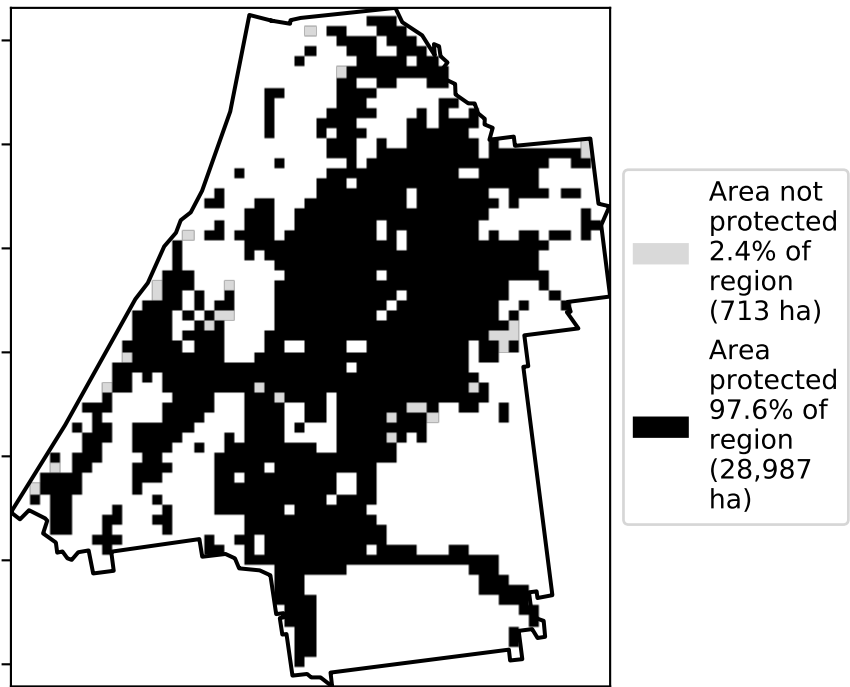 Area not
protected
2.4% of
region
(713 ha)
Area
protected
97.6% of
region
(28,987
ha)